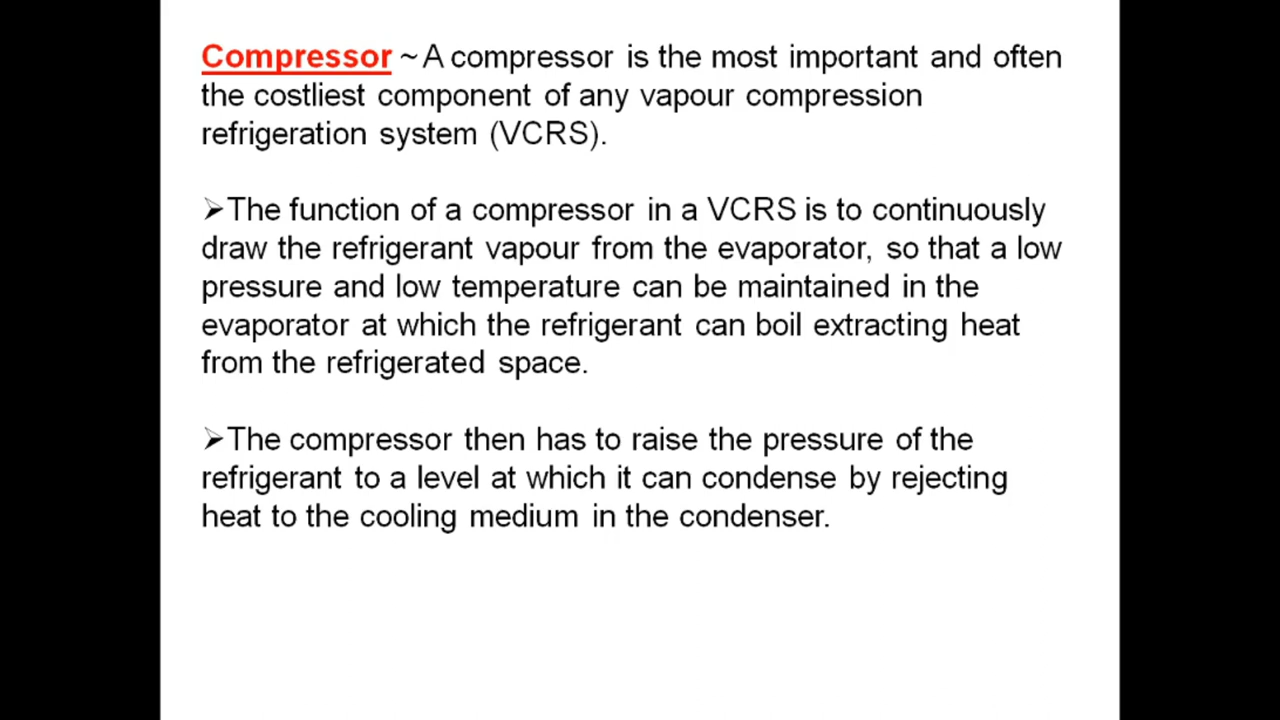 Compressor ~ A compressor is the most important and often
the costliest component of any vapour compression
refrigeration system (VCRS).
➢The function of a compressor in a VCRS is to continuously
draw the refrigerant vapour from the evaporator, so that a low
pressure and low temperature can be maintained in the
evaporator at which the refrigerant can boil extracting heat
from the refrigerated space.
➢The compressor then has to raise the pressure of the
refrigerant to a level at which it can condense by rejecting
heat to the cooling medium in the condenser.